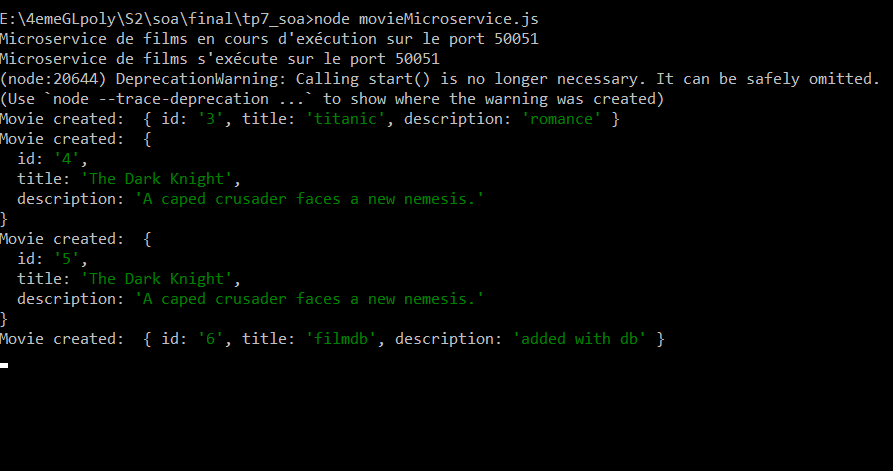 E:\4emeGLpoly\S2\soa\final\tp7_soa>node movieMicroservice.js
Microservice de films en cours d'exécution sur le port 50051
Microservice de films s'exécute sur le port 50051
(node:20644) DeprecationWarning: Calling start() is no longer necessary. It can be safely omitted.
(Use `node --trace-deprecation ...` to show where the warning was created)
Movie created:  { id: '3', title: 'titanic', description: 'romance' }
Movie created:  {
  id: '4',
  title: 'The Dark Knight',
  description: 'A caped crusader faces a new nemesis.'
}
Movie created:  {
  id: '5',
  title: 'The Dark Knight',
  description: 'A caped crusader faces a new nemesis.'
}
Movie created:  { id: '6', title: 'filmdb', description: 'added with db' }